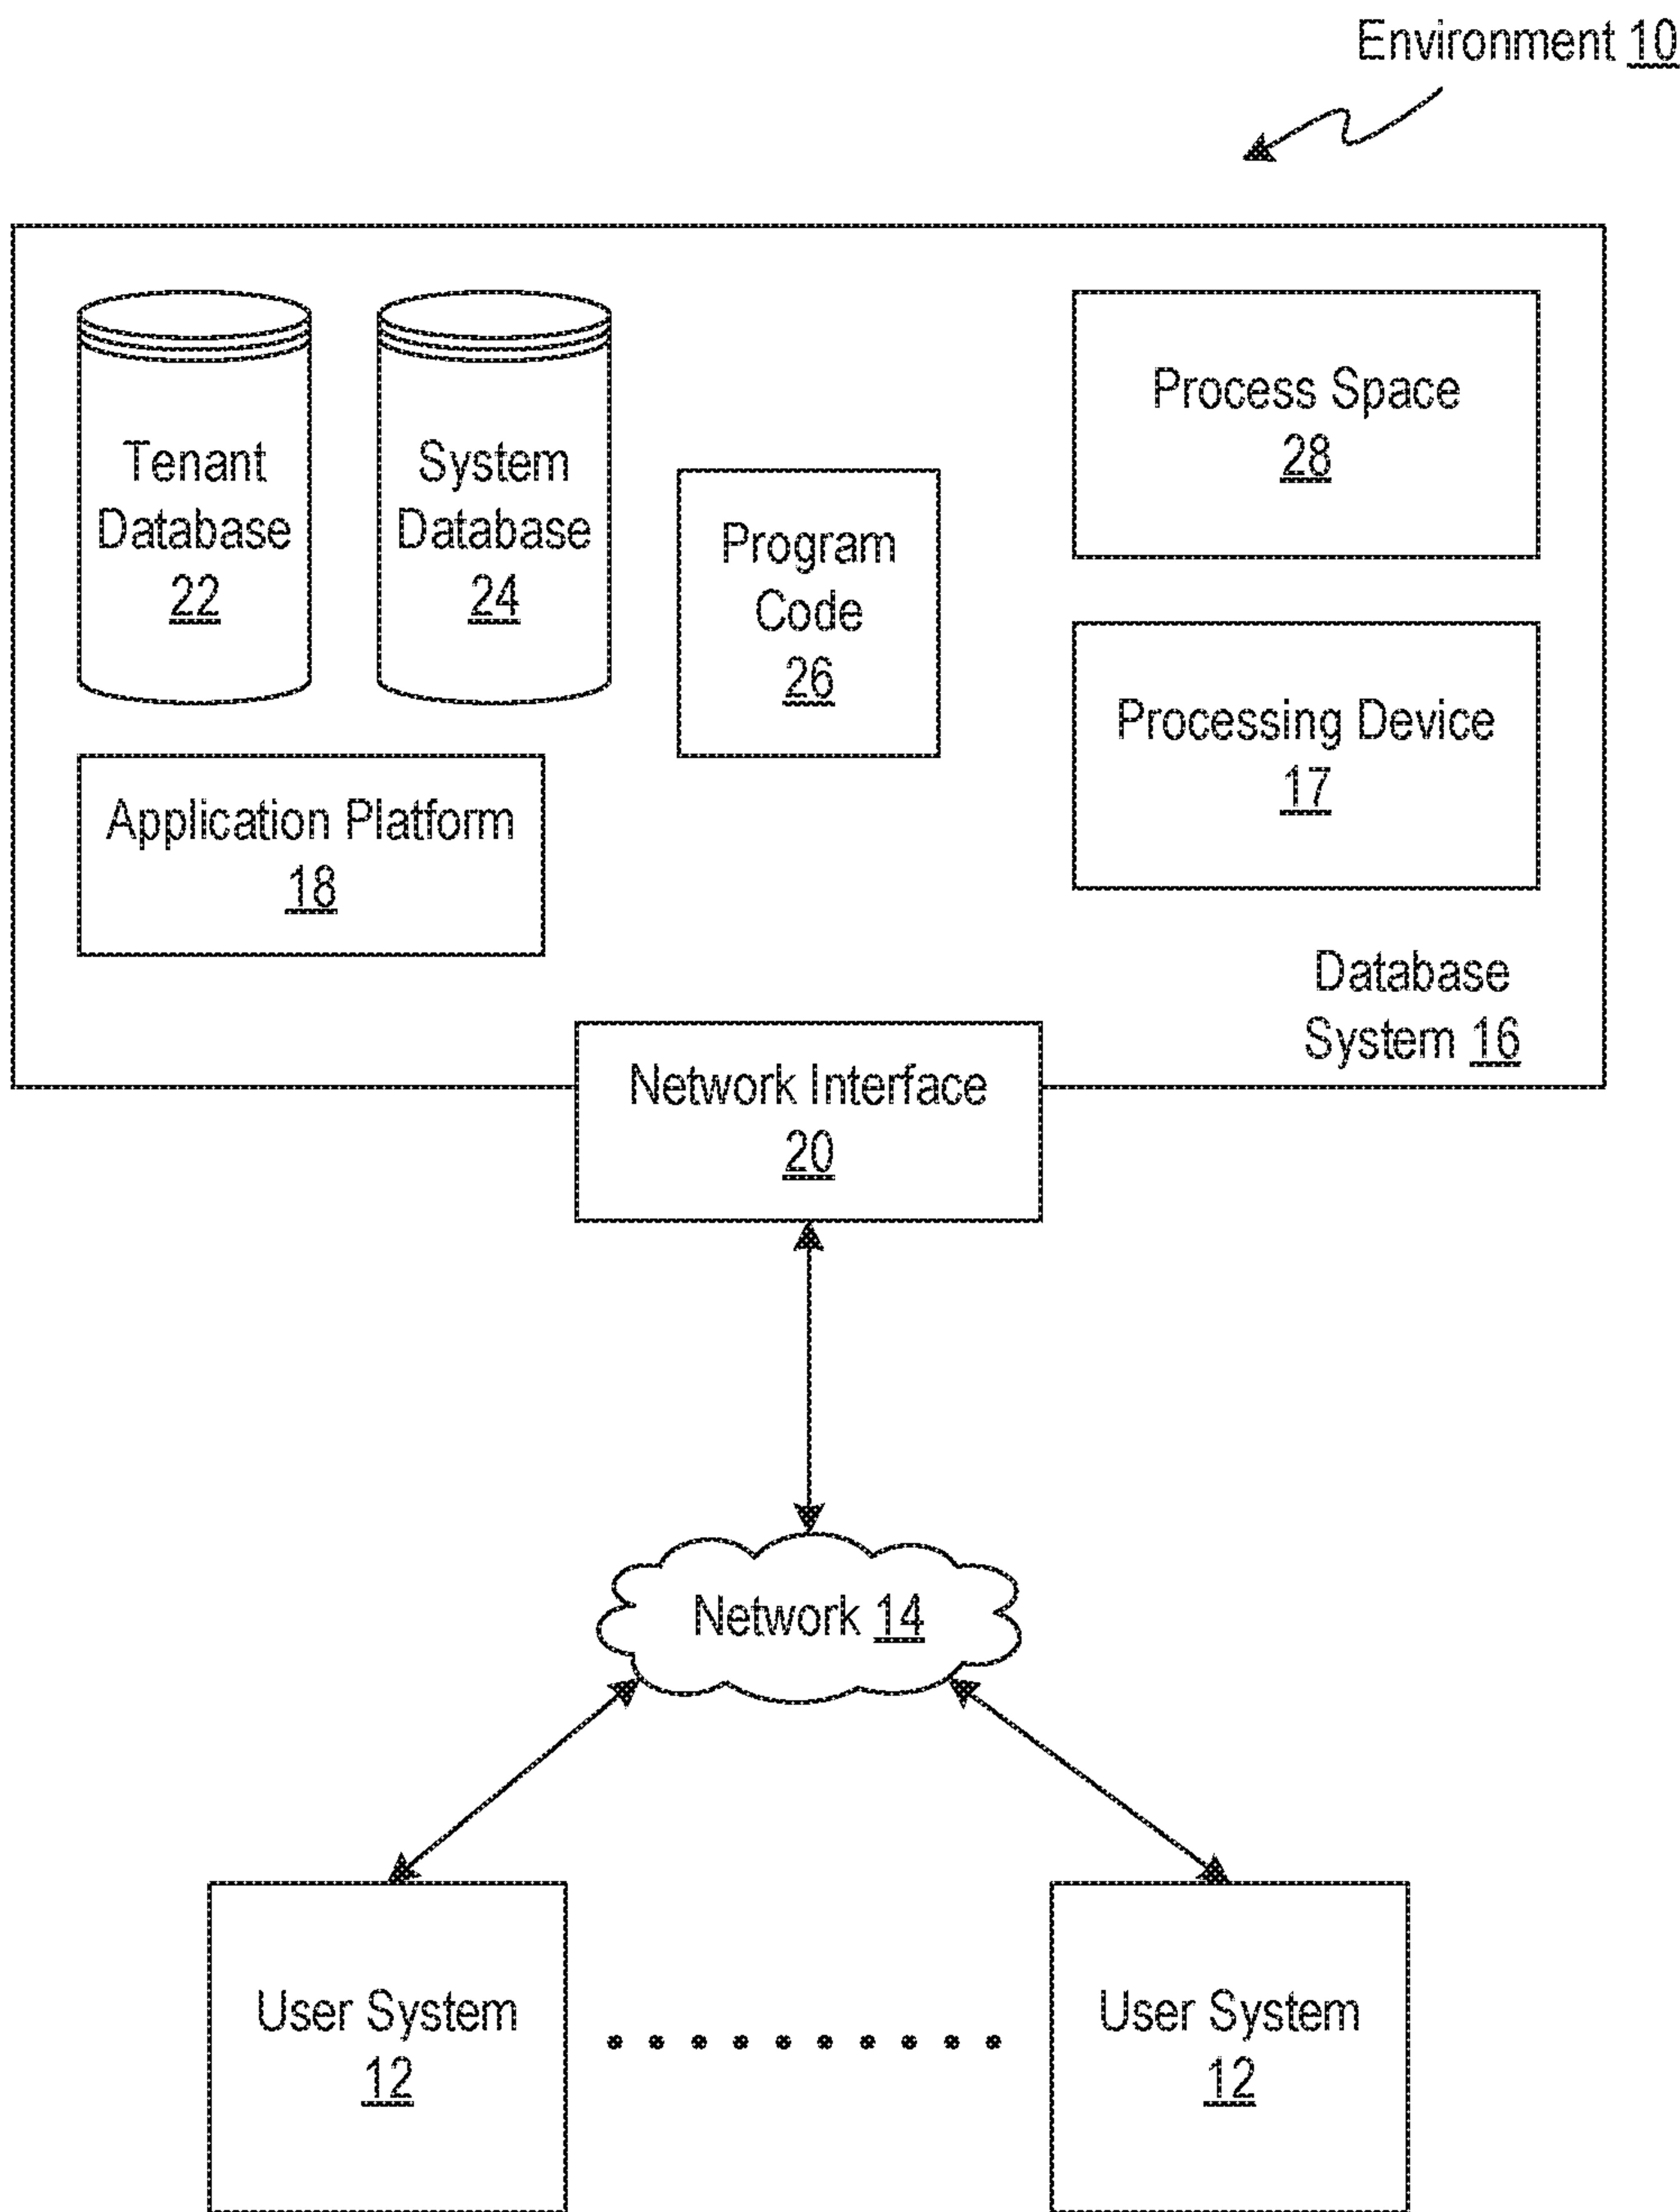 Environment 10
Tenant
Database
22
System
Database
24
Program
Code
26
Process Space
28
Processing Device
17
Application Platform
18
Database
System 16
Network Interface
20
Network 14
User System
12
User System
12